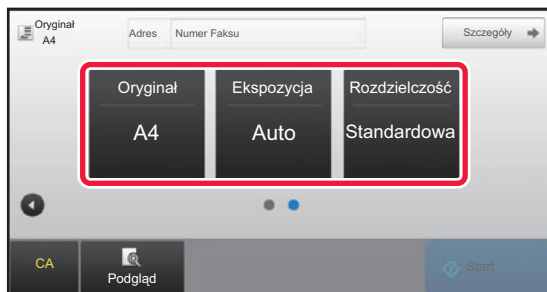 Oryginał
A4
Adres Numer Faksu
Szczegóły
Oryginał Ekspozycja Rozdzielczość
A4 Auto Standardowa
CA
Podgląd
Start